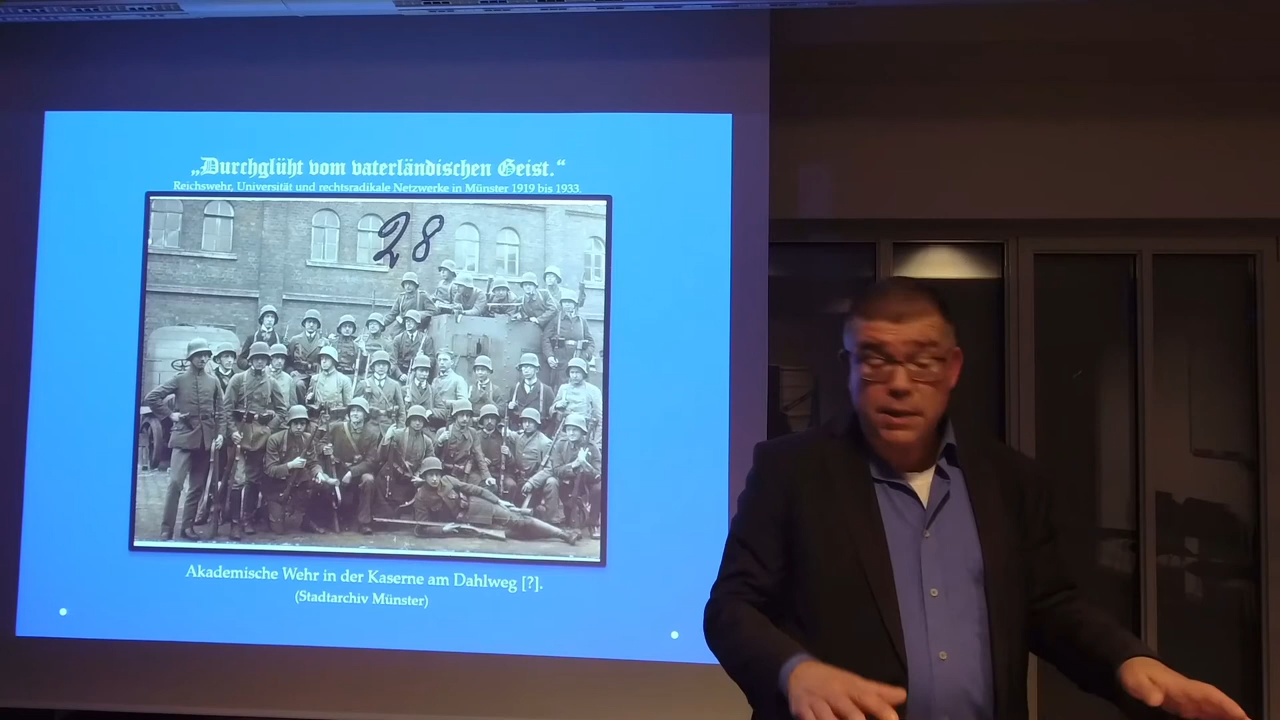 „Durchglüht vom vaterländischen Geist.“
Reichswehr, Universität und rechtsradikale Netzwerke in Münster 1919 bis 1933.
28
Akademische Wehr in der Kaserne am Dahlweg [?].
(Stadtarchiv Münster)